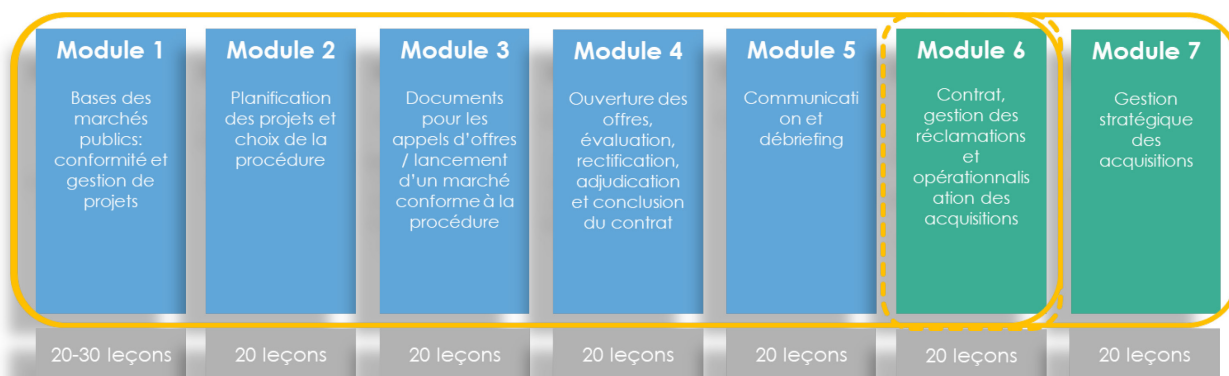 Module 1
Bases des
marchés
publics:
conformité et
gestion de
projets
20-30 leçons
Module 2
Planification
des projets et
choix de la
procédure
20 leçons
Module 3
Documents
pour les
appels d’offres
/ lancement
d’un marché
conforme à la
procédure
20 leçons
Module 4
Ouverture des
offres,
évaluation,
rectification,
adjudication
et conclusion
du contrat
20 leçons
Module 5
Communicati
on et
débriefing
20 leçons
Module 6
Contrat,
gestion des
réclamations
et
opérationnalis
ation des
acquisitions
20 leçons
Module 7
Gestion
stratégique
des
acquisitions
20 leçons